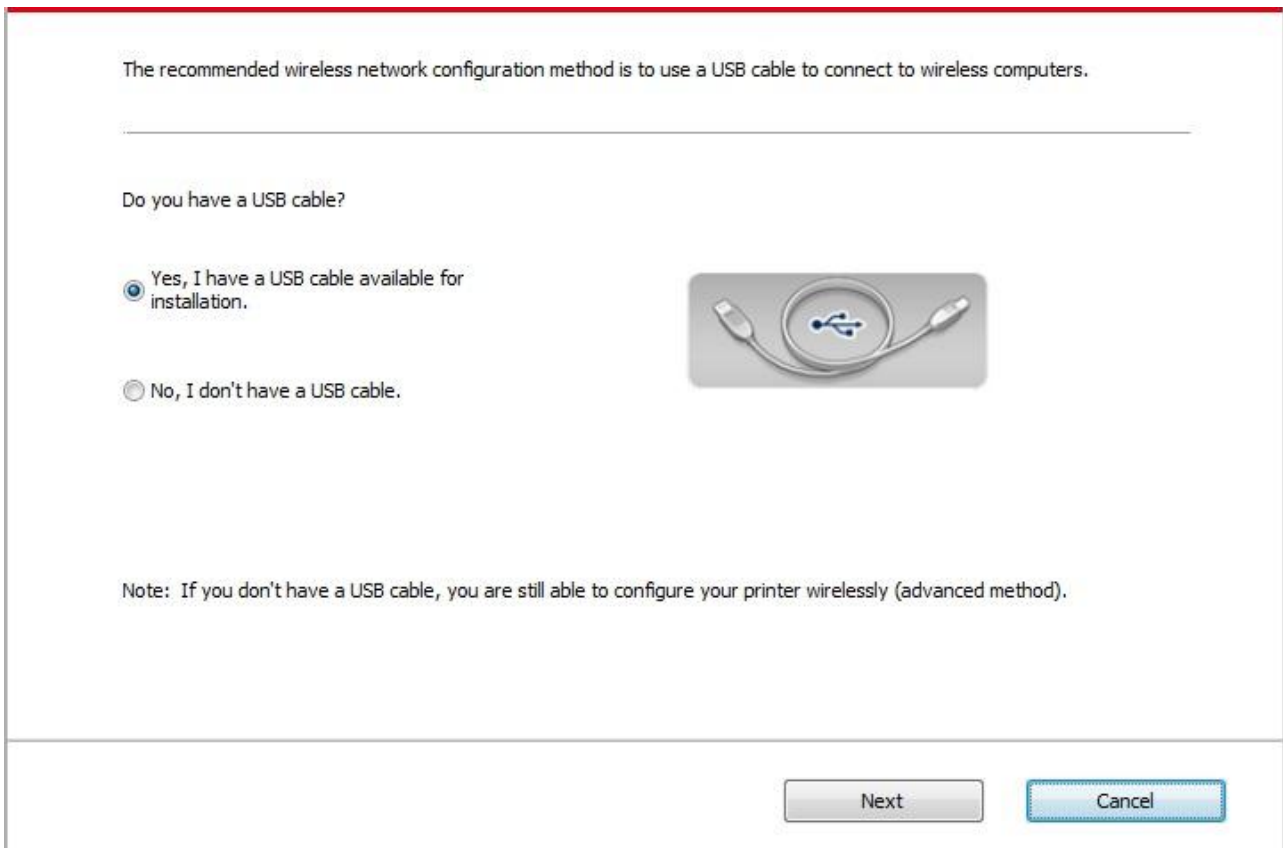 The recommended wireless network configuration method is to use a USB cable to connect to wireless computers.
Do you have a USB cable?
Yes, I have a USB cable available for
installation.
No, I don't have a USB cable.
Note: If you don't have a USB cable, you are still able to configure your printer wirelessly (advanced method).
Next
Cancel